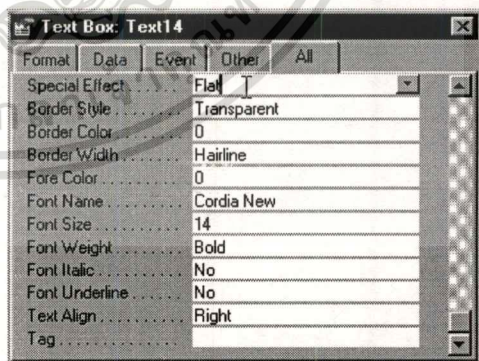 Text Box: Text14
Format Data Event Other All
Special Effect . . . . . . Flat
Border Style . . . . . . . . Transparent
Border Color . . . . . . . . 0
Border Width . . . . . . . . Hairline
Fore Color . . . . . . . . . . 0
Font Name . . . . . . . . . Cordia New
Font Size . . . . . . . . . . . 14
Font Weight . . . . . . . . Bold
Font Italic . . . . . . . . . . No
Font Underline . . . . . . No
Text Align . . . . . . . . . . Right
Tag . . . . . . . . . . . . . . .